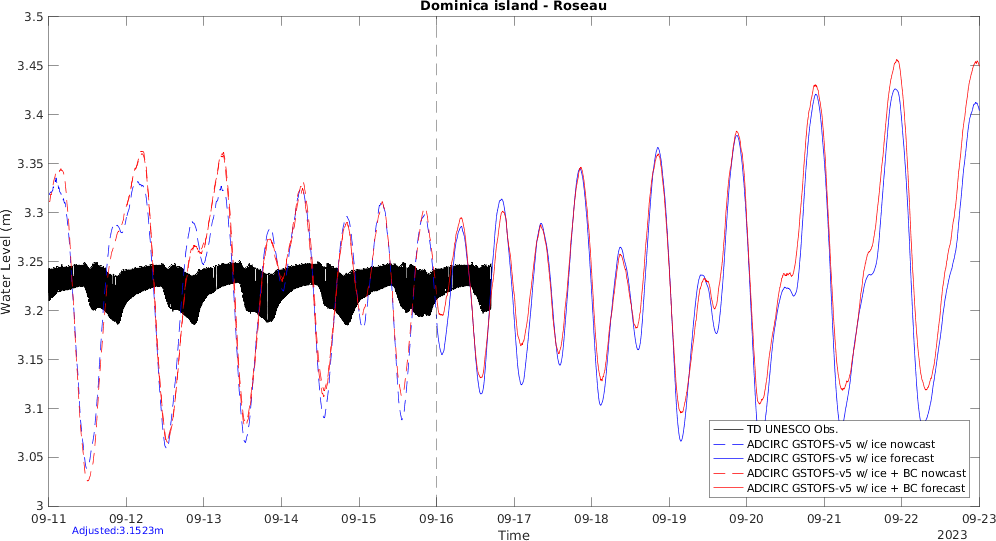 Dominica island - Roseau
3.5
3.45
3.4
3.35
3.3
3.25
3.2
3.15
3.1
3.05
3
Water Level (m)
TD UNESCO Obs.
ADCIRC GSTOFS-v5 w/ ice nowcast
ADCIRC GSTOFS-v5 w/ ice forecast
ADCIRC GSTOFS-v5 w/ ice + BC nowcast
ADCIRC GSTOFS-v5 w/ ice + BC forecast
09-11 09-12 09-13 09-14 09-15 09-16 09-17 09-18 09-19 09-20 09-21 09-22 09-23
Adjusted:3.1523m
Time
2023